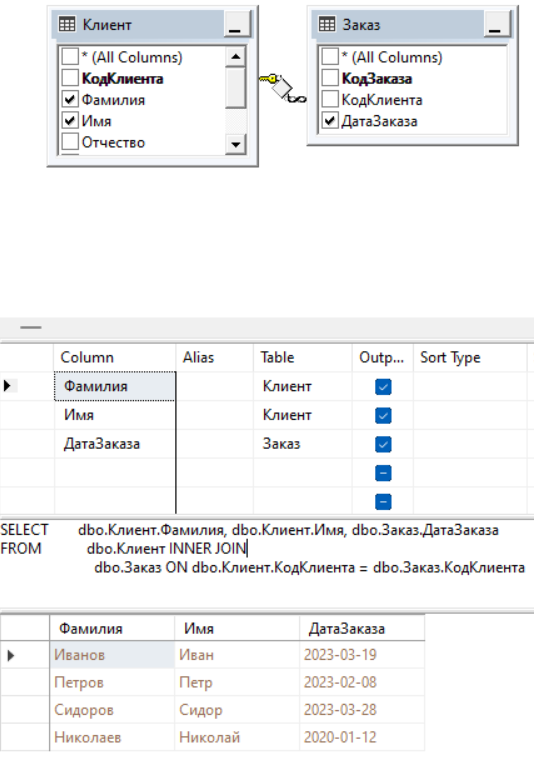 Клиент
* (All Columns)
КодКлиента
Фамилия
Имя
Отчество
Заказ
* (All Columns)
КодЗаказа
КодКлиента
ДатаЗаказа
Column Alias Table Outp... Sort Type
Фамилия Клиент
Имя Клиент
ДатаЗаказа Заказ
SELECT dbo.Клиент.Фамилия, dbo.Клиент.Имя, dbo.Заказ.ДатаЗаказа
FROM dbo.Клиент INNER JOIN
dbo.Заказ ON dbo.Клиент.КодКлиента = dbo.Заказ.КодКлиента
Фамилия Имя ДатаЗаказа
Иванов Иван 2023-03-19
Петров Петр 2023-02-08
Сидоров Сидор 2023-03-28
Николаев Николай 2020-01-12